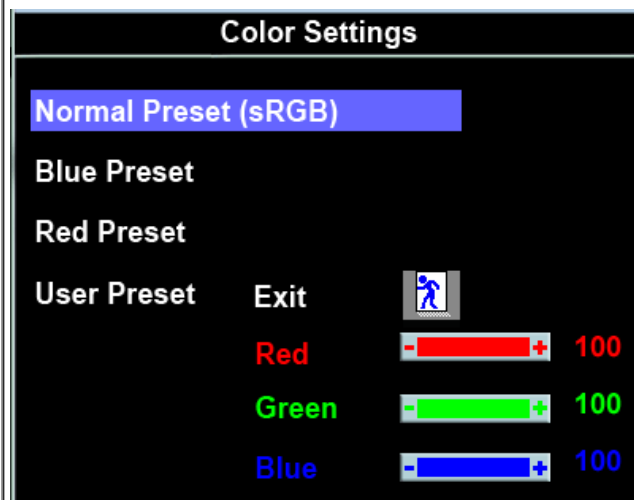 Color Settings
Normal Preset (sRGB)
Blue Preset
Red Preset
User Preset Exit
Red - + 100
Green - + 100
Blue - + 100